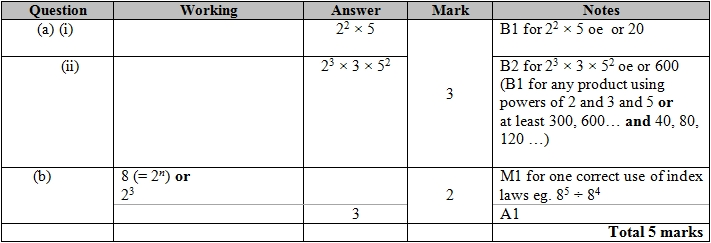 Question Working Answer Mark Notes
(a) (i) 2² × 5 B1 for 2² × 5 oe or 20
(ii) 2³ × 3 × 5² 3 B2 for 2³ × 3 × 5² oe or 600
(B1 for any product using
powers of 2 and 3 and 5 or
at least 300, 600… and 40, 80,
120 …)
(b) 8 (= 2ⁿ) or 2 M1 for one correct use of index
2³ laws eg. 8⁵ ÷ 8⁴
3 A1
Total 5 marks